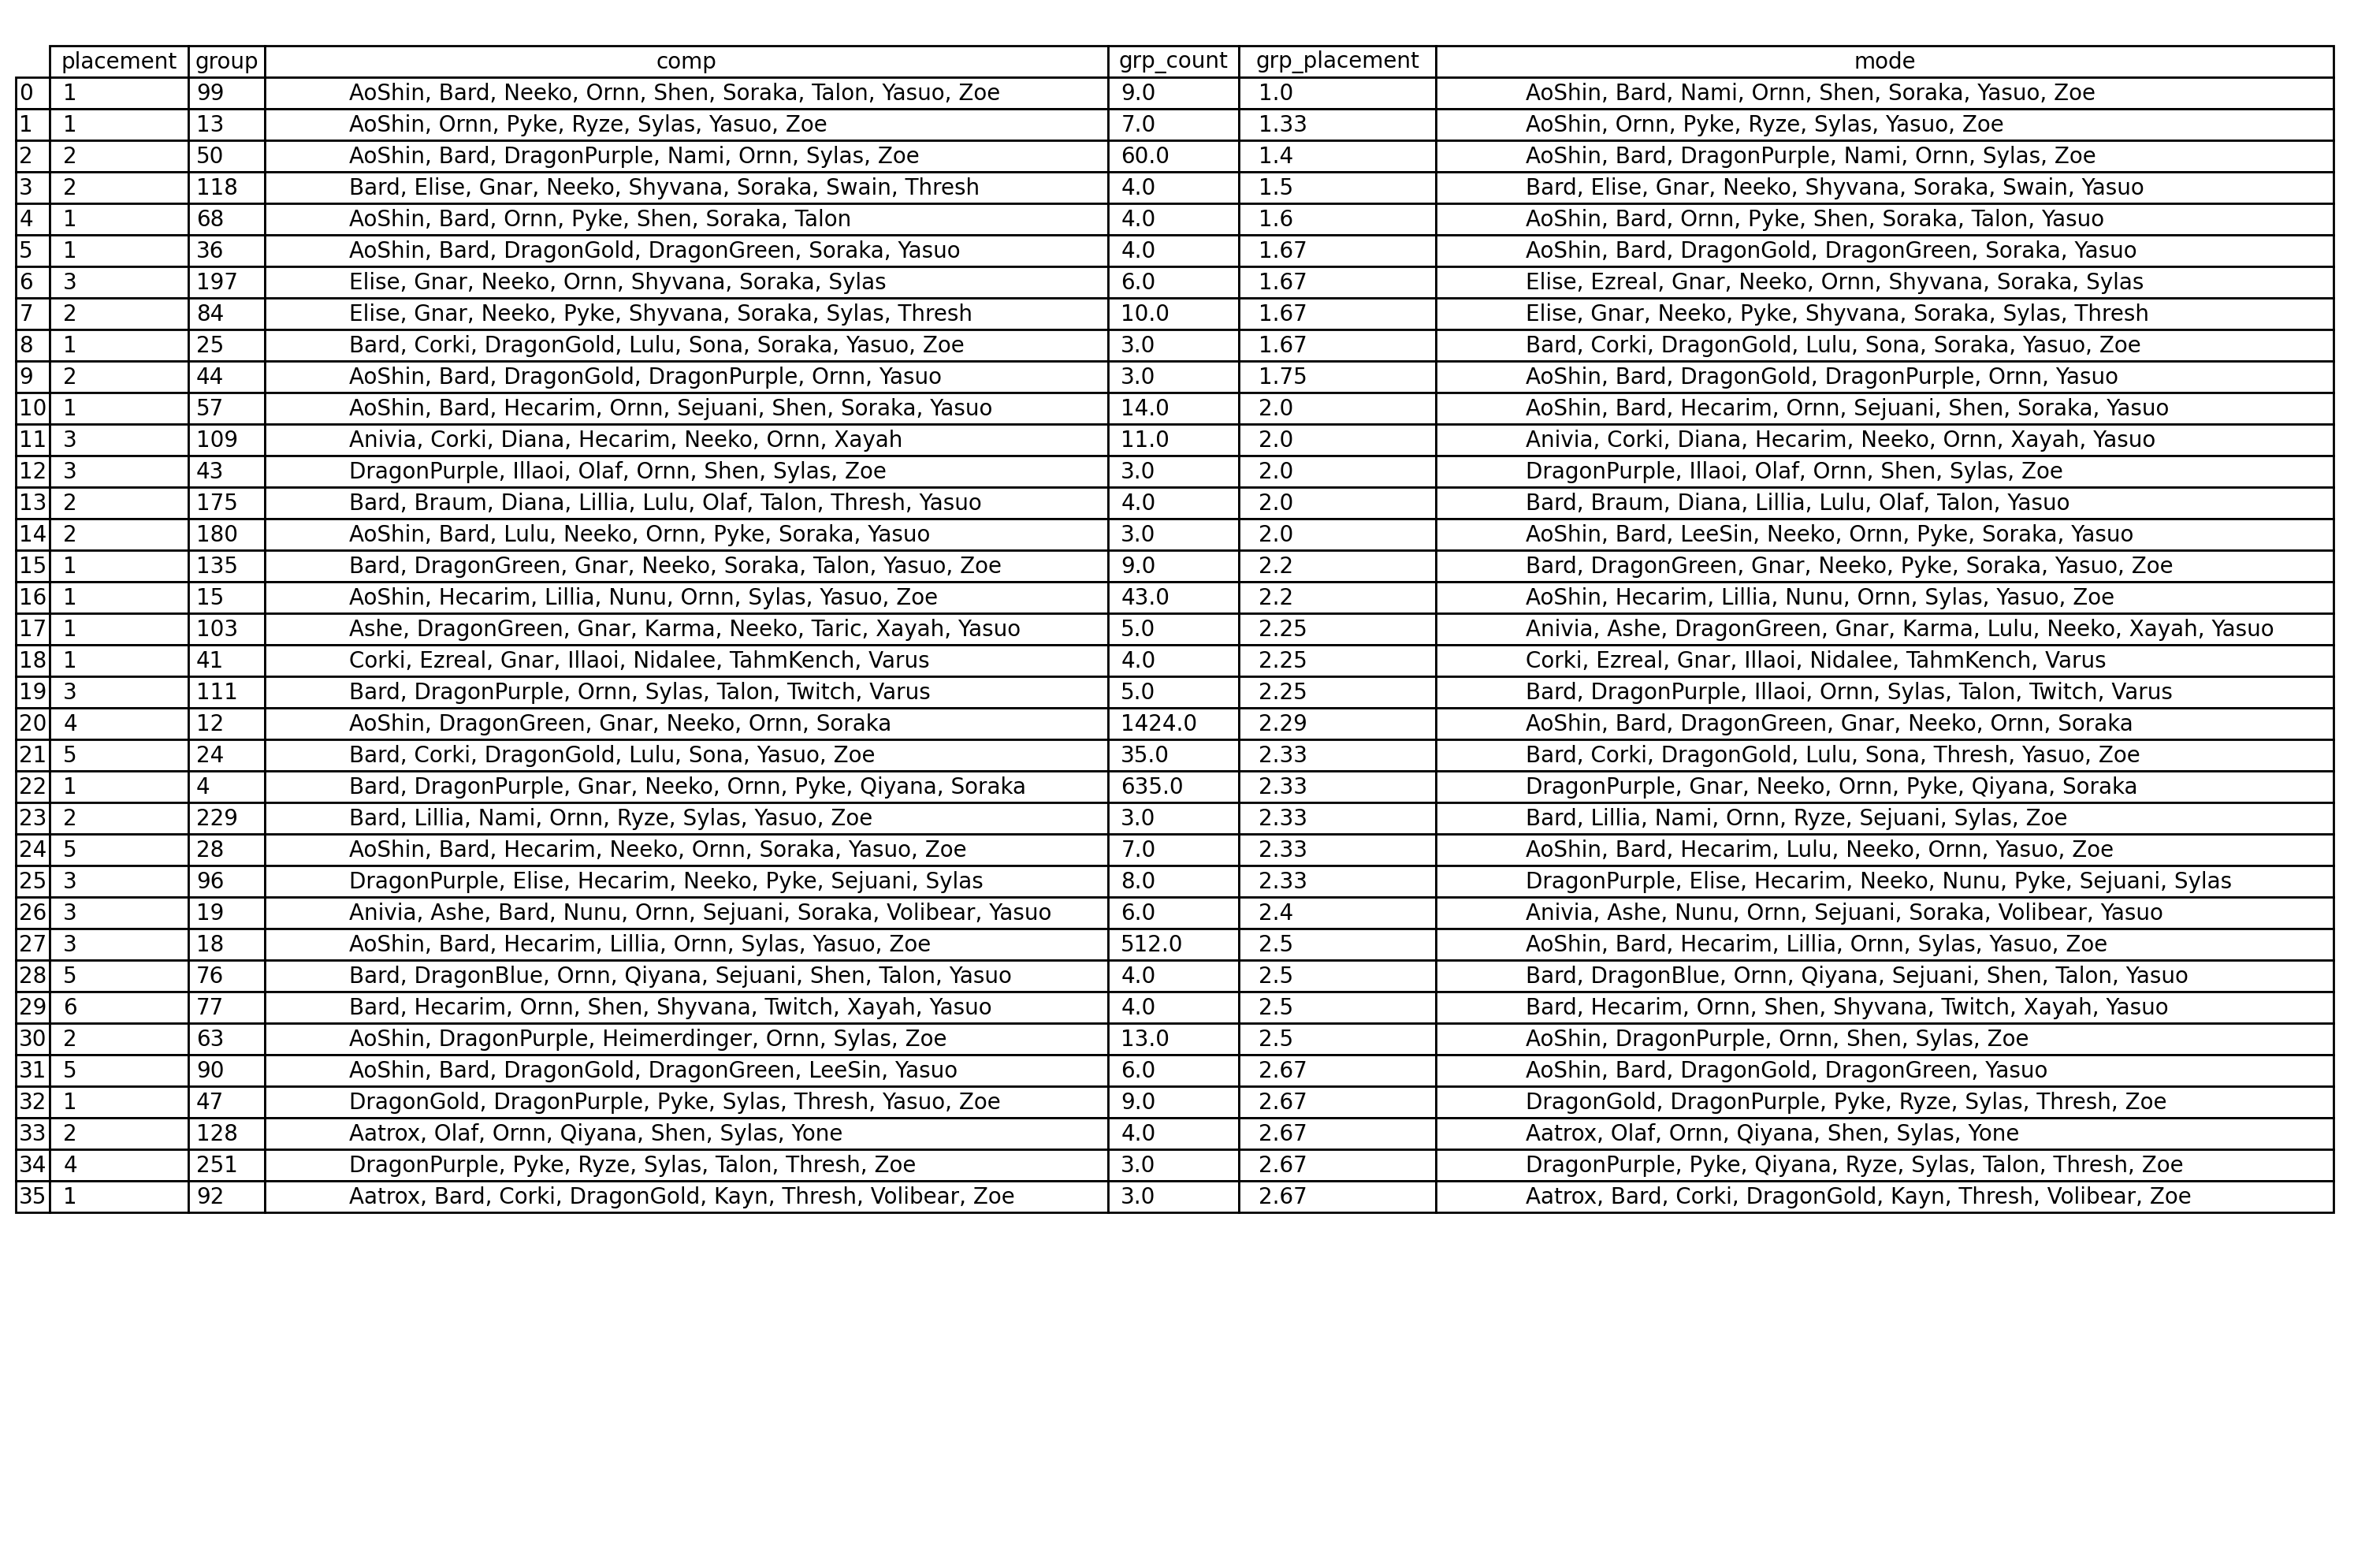 placement group comp grp_count grp_placement mode
0 1 99 AoShin, Bard, Neeko, Ornn, Shen, Soraka, Talon, Yasuo, Zoe 9.0 1.0 AoShin, Bard, Nami, Ornn, Shen, Soraka, Yasuo, Zoe
1 1 13 AoShin, Ornn, Pyke, Ryze, Sylas, Yasuo, Zoe 7.0 1.33 AoShin, Ornn, Pyke, Ryze, Sylas, Yasuo, Zoe
2 2 50 AoShin, Bard, DragonPurple, Nami, Ornn, Sylas, Zoe 60.0 1.4 AoShin, Bard, DragonPurple, Nami, Ornn, Sylas, Zoe
3 2 118 Bard, Elise, Gnar, Neeko, Shyvana, Soraka, Swain, Thresh 4.0 1.5 Bard, Elise, Gnar, Neeko, Shyvana, Soraka, Swain, Yasuo
4 1 68 AoShin, Bard, Ornn, Pyke, Shen, Soraka, Talon 4.0 1.6 AoShin, Bard, Ornn, Pyke, Shen, Soraka, Talon, Yasuo
5 1 36 AoShin, Bard, DragonGold, DragonGreen, Soraka, Yasuo 4.0 1.67 AoShin, Bard, DragonGold, DragonGreen, Soraka, Yasuo
6 3 197 Elise, Gnar, Neeko, Ornn, Shyvana, Soraka, Sylas 6.0 1.67 Elise, Ezreal, Gnar, Neeko, Ornn, Shyvana, Soraka, Sylas
7 2 84 Elise, Gnar, Neeko, Pyke, Shyvana, Soraka, Sylas, Thresh 10.0 1.67 Elise, Gnar, Neeko, Pyke, Shyvana, Soraka, Sylas, Thresh
8 1 25 Bard, Corki, DragonGold, Lulu, Sona, Soraka, Yasuo, Zoe 3.0 1.67 Bard, Corki, DragonGold, Lulu, Sona, Soraka, Yasuo, Zoe
9 2 44 AoShin, Bard, DragonGold, DragonPurple, Ornn, Yasuo 3.0 1.75 AoShin, Bard, DragonGold, DragonPurple, Ornn, Yasuo
10 1 57 AoShin, Bard, Hecarim, Ornn, Sejuani, Shen, Soraka, Yasuo 14.0 2.0 AoShin, Bard, Hecarim, Ornn, Sejuani, Shen, Soraka, Yasuo
11 3 109 Anivia, Corki, Diana, Hecarim, Neeko, Ornn, Xayah 11.0 2.0 Anivia, Corki, Diana, Hecarim, Neeko, Ornn, Xayah, Yasuo
12 3 43 DragonPurple, Illaoi, Olaf, Ornn, Shen, Sylas, Zoe 3.0 2.0 DragonPurple, Illaoi, Olaf, Ornn, Shen, Sylas, Zoe
13 2 175 Bard, Braum, Diana, Lillia, Lulu, Olaf, Talon, Thresh, Yasuo 4.0 2.0 Bard, Braum, Diana, Lillia, Lulu, Olaf, Talon, Yasuo
14 2 180 AoShin, Bard, Lulu, Neeko, Ornn, Pyke, Soraka, Yasuo 3.0 2.0 AoShin, Bard, LeeSin, Neeko, Ornn, Pyke, Soraka, Yasuo
15 1 135 Bard, DragonGreen, Gnar, Neeko, Soraka, Talon, Yasuo, Zoe 9.0 2.2 Bard, DragonGreen, Gnar, Neeko, Pyke, Soraka, Yasuo, Zoe
16 1 15 AoShin, Hecarim, Lillia, Nunu, Ornn, Sylas, Yasuo, Zoe 43.0 2.2 AoShin, Hecarim, Lillia, Nunu, Ornn, Sylas, Yasuo, Zoe
17 1 103 Ashe, DragonGreen, Gnar, Karma, Neeko, Taric, Xayah, Yasuo 5.0 2.25 Anivia, Ashe, DragonGreen, Gnar, Karma, Lulu, Neeko, Xayah, Yasuo
18 1 41 Corki, Ezreal, Gnar, Illaoi, Nidalee, TahmKench, Varus 4.0 2.25 Corki, Ezreal, Gnar, Illaoi, Nidalee, TahmKench, Varus
19 3 111 Bard, DragonPurple, Ornn, Sylas, Talon, Twitch, Varus 5.0 2.25 Bard, DragonPurple, Illaoi, Ornn, Sylas, Talon, Twitch, Varus
20 4 12 AoShin, DragonGreen, Gnar, Neeko, Ornn, Soraka 1424.0 2.29 AoShin, Bard, DragonGreen, Gnar, Neeko, Ornn, Soraka
21 5 24 Bard, Corki, DragonGold, Lulu, Sona, Yasuo, Zoe 35.0 2.33 Bard, Corki, DragonGold, Lulu, Sona, Thresh, Yasuo, Zoe
22 1 4 Bard, DragonPurple, Gnar, Neeko, Ornn, Pyke, Qiyana, Soraka 635.0 2.33 DragonPurple, Gnar, Neeko, Ornn, Pyke, Qiyana, Soraka
23 2 229 Bard, Lillia, Nami, Ornn, Ryze, Sylas, Yasuo, Zoe 3.0 2.33 Bard, Lillia, Nami, Ornn, Ryze, Sejuani, Sylas, Zoe
24 5 28 AoShin, Bard, Hecarim, Neeko, Ornn, Soraka, Yasuo, Zoe 7.0 2.33 AoShin, Bard, Hecarim, Lulu, Neeko, Ornn, Yasuo, Zoe
25 3 96 DragonPurple, Elise, Hecarim, Neeko, Pyke, Sejuani, Sylas 8.0 2.33 DragonPurple, Elise, Hecarim, Neeko, Nunu, Pyke, Sejuani, Sylas
26 3 19 Anivia, Ashe, Bard, Nunu, Ornn, Sejuani, Soraka, Volibear, Yasuo 6.0 2.4 Anivia, Ashe, Nunu, Ornn, Sejuani, Soraka, Volibear, Yasuo
27 3 18 AoShin, Bard, Hecarim, Lillia, Ornn, Sylas, Yasuo, Zoe 512.0 2.5 AoShin, Bard, Hecarim, Lillia, Ornn, Sylas, Yasuo, Zoe
28 5 76 Bard, DragonBlue, Ornn, Qiyana, Sejuani, Shen, Talon, Yasuo 4.0 2.5 Bard, DragonBlue, Ornn, Qiyana, Sejuani, Shen, Talon, Yasuo
29 6 77 Bard, Hecarim, Ornn, Shen, Shyvana, Twitch, Xayah, Yasuo 4.0 2.5 Bard, Hecarim, Ornn, Shen, Shyvana, Twitch, Xayah, Yasuo
30 2 63 AoShin, DragonPurple, Heimerdinger, Ornn, Sylas, Zoe 13.0 2.5 AoShin, DragonPurple, Ornn, Shen, Sylas, Zoe
31 5 90 AoShin, Bard, DragonGold, DragonGreen, LeeSin, Yasuo 6.0 2.67 AoShin, Bard, DragonGold, DragonGreen, Yasuo
32 1 47 DragonGold, DragonPurple, Pyke, Sylas, Thresh, Yasuo, Zoe 9.0 2.67 DragonGold, DragonPurple, Pyke, Ryze, Sylas, Thresh, Zoe
33 2 128 Aatrox, Olaf, Ornn, Qiyana, Shen, Sylas, Yone 4.0 2.67 Aatrox, Olaf, Ornn, Qiyana, Shen, Sylas, Yone
34 4 251 DragonPurple, Pyke, Ryze, Sylas, Talon, Thresh, Zoe 3.0 2.67 DragonPurple, Pyke, Qiyana, Ryze, Sylas, Talon, Thresh, Zoe
35 1 92 Aatrox, Bard, Corki, DragonGold, Kayn, Thresh, Volibear, Zoe 3.0 2.67 Aatrox, Bard, Corki, DragonGold, Kayn, Thresh, Volibear, Zoe